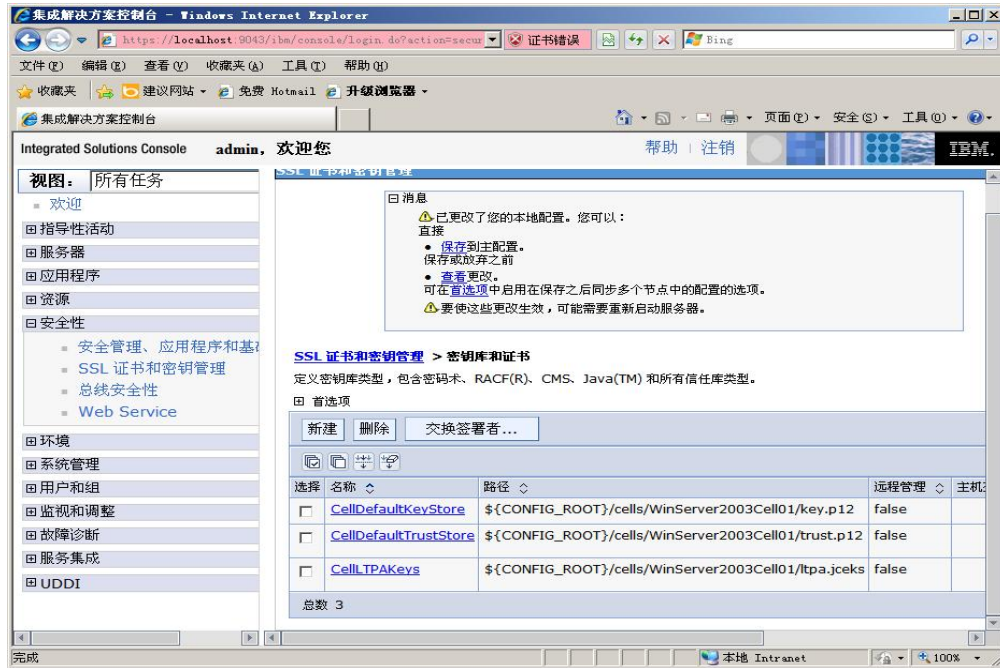 集成解决方案控制台 - Windows Internet Explorer
https://localhost:9043/ibm/console/login.do?action=secur
证书错误
Bing
文件(F) 编辑(E) 查看(V) 收藏夹(A) 工具(T) 帮助(H)
收藏夹 建议网站 免费 Hotmail 升级浏览器
集成解决方案控制台
页面(P) 安全(S) 工具(O)
Integrated Solutions Console admin, 欢迎您
帮助 | 注销
IBM.
视图: 所有任务
欢迎
指导性活动
服务器
应用程序
资源
安全性
安全管理、应用程序和基
SSL 证书和密钥管理
总线安全性
Web Service
环境
系统管理
用户和组
监视和调整
故障诊断
服务集成
UDDI
SSL 证书和密钥管理
消息
已更改了您的本地配置。您可以:
直接
• 保存到主配置。
保存或放弃之前
• 查看更改。
可在首选项中启用在保存之后同步多个节点中的配置的选项。
要使这些更改生效,可能需要重新启动服务器。
SSL 证书和密钥管理 > 密钥库和证书
定义密钥库类型,包含密码术、RACF(R)、CMS、Java(TM) 和所有信任库类型。
首选项
新建 删除 交换签署者...
选择 名称 路径 远程管理 主机
CellDefaultKeyStore ${CONFIG_ROOT}/cells/WinServer2003Cell01/key.p12 false
CellDefaultTrustStore ${CONFIG_ROOT}/cells/WinServer2003Cell01/trust.p12 false
CellLTPAKeys ${CONFIG_ROOT}/cells/WinServer2003Cell01/ltpa.jceks false
总数 3
完成
本地 Intranet
100%